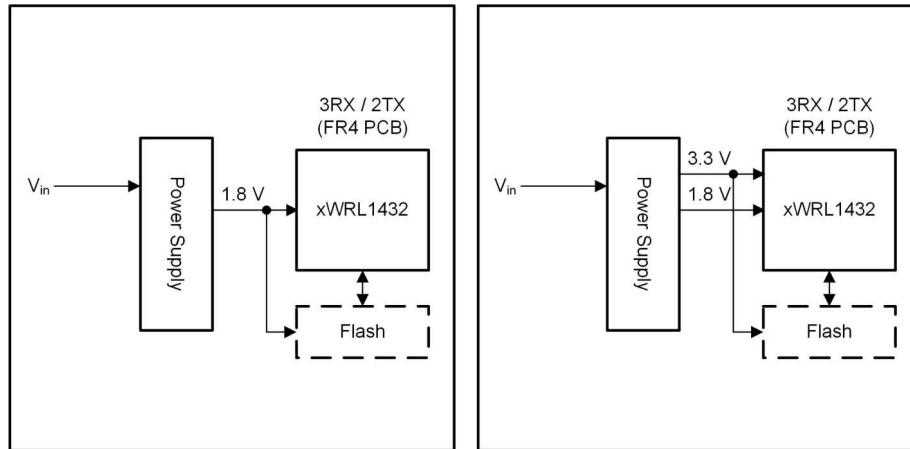 3RX / 2TX
(FR4 PCB)
Vin
Power Supply
1.8 V
xWRL1432
Flash
3RX / 2TX
(FR4 PCB)
Vin
Power Supply
3.3 V
1.8 V
xWRL1432
Flash